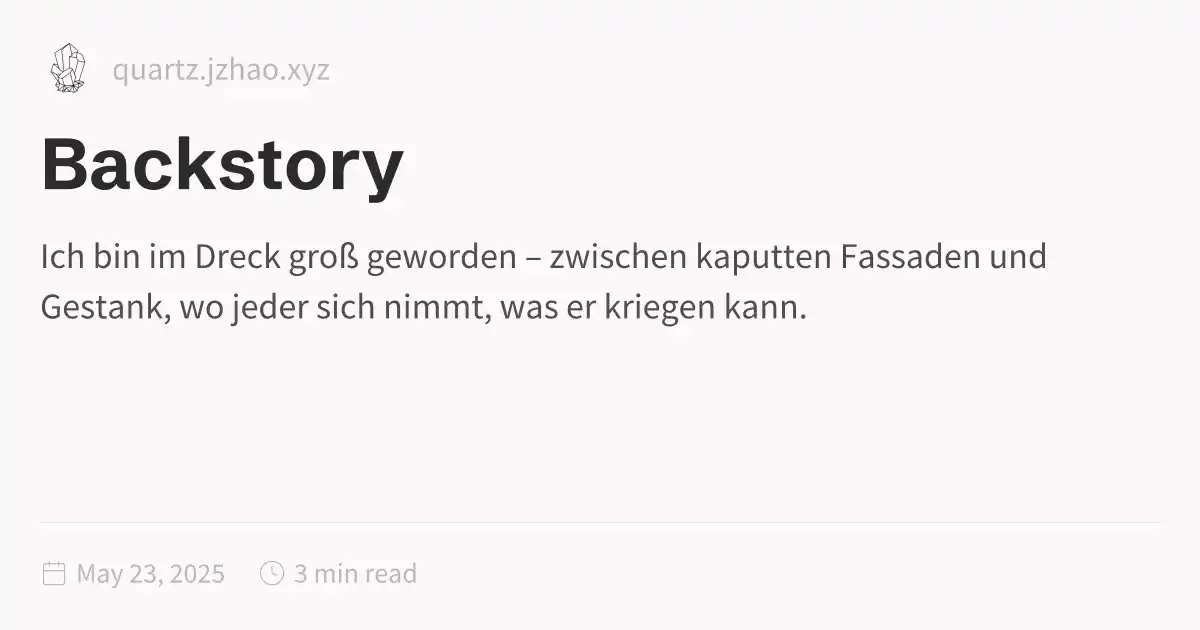 quartz.jzhao.xyz
Backstory
Ich bin im Dreck groß geworden – zwischen kaputten Fassaden und
Gestank, wo jeder sich nimmt, was er kriegen kann.
May 23, 2025 3 min read